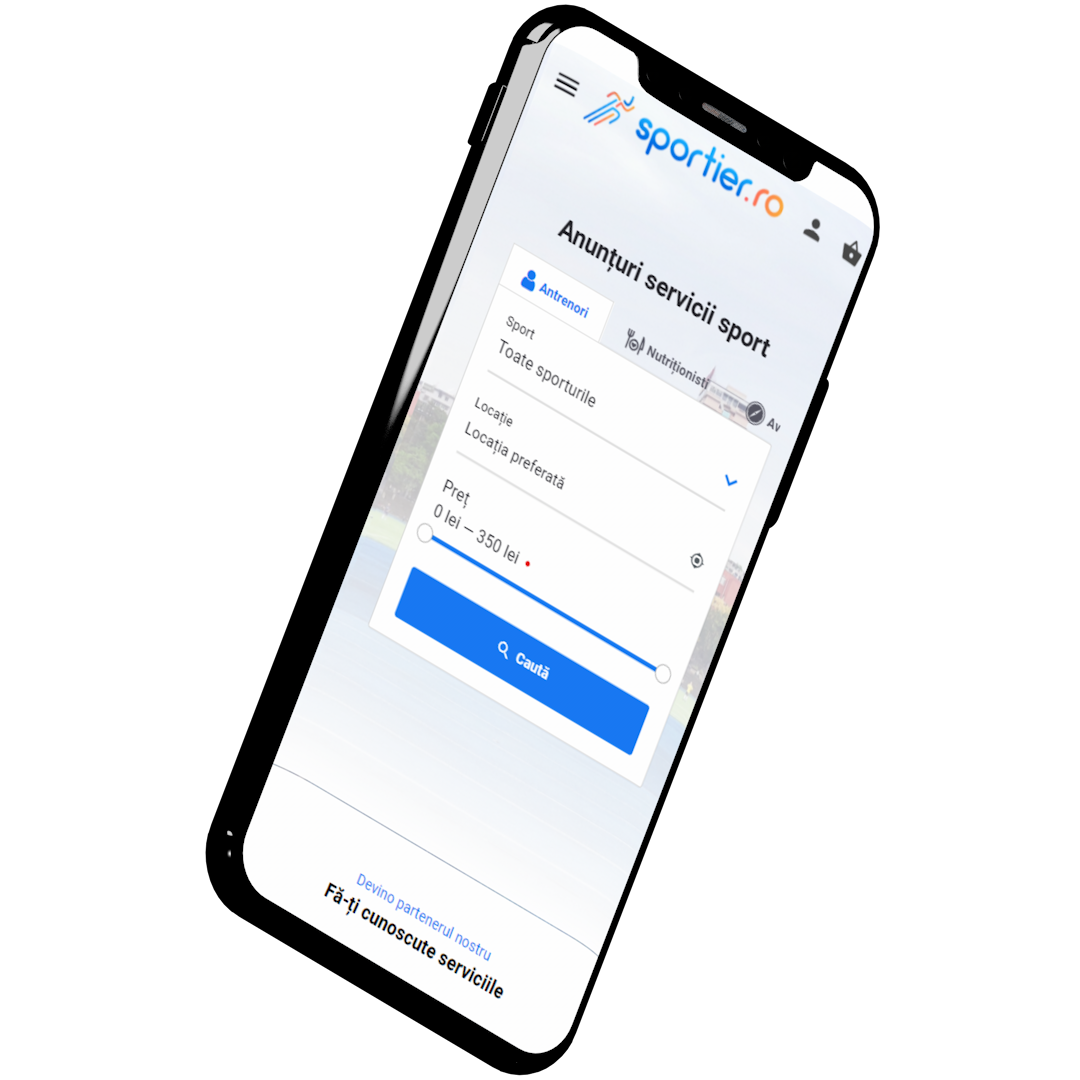 sportier.ro
Anunțuri servicii sport
Antrenori
Nutriționisti
Av
Sport
Toate sporturile
Locație
Locația preferată
Preț
0 lei – 350 lei
Caută
Devino partenerul nostru
Fă-ți cunoscute serviciile